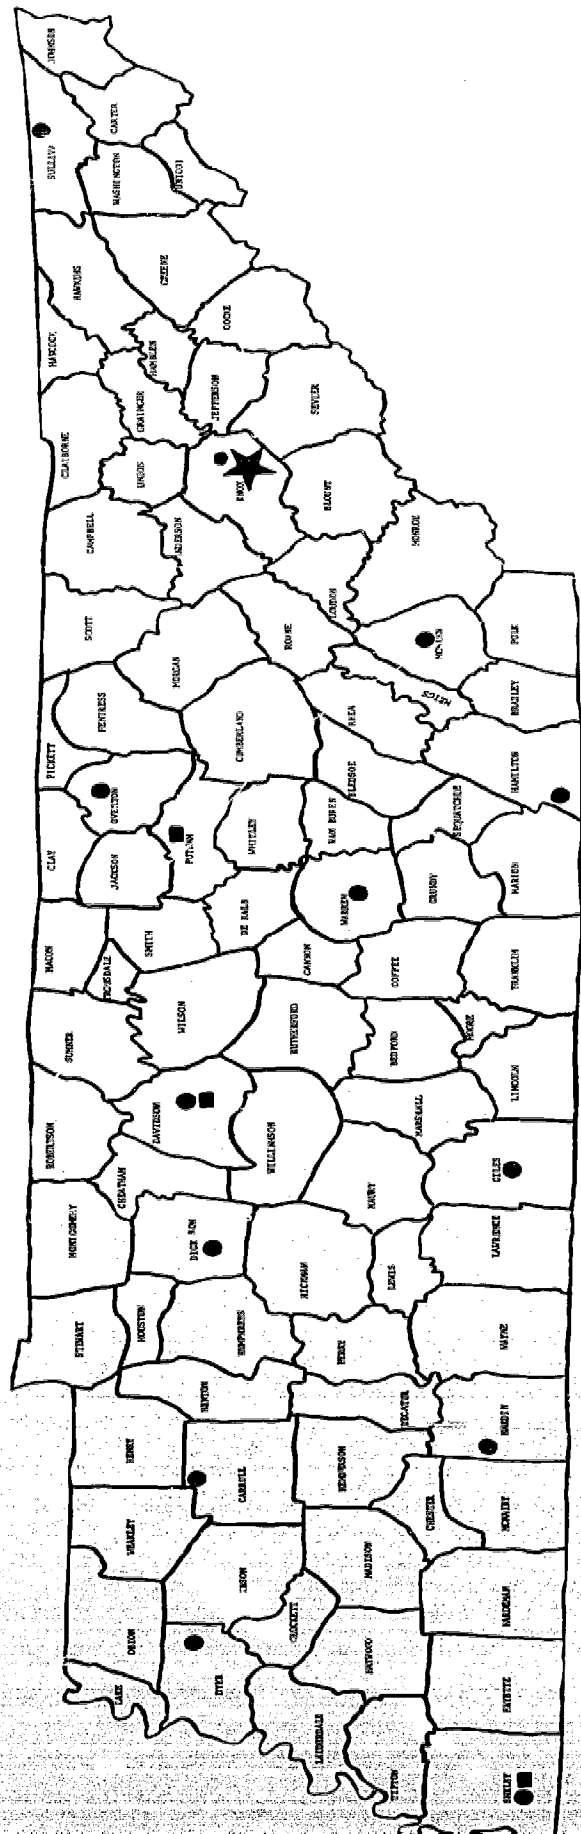 JOHNSON
CARTER
SULLIVAN
WASHINGTON
UNICOI
GREENE
HAWKINS
COCKE
HANCOCK
HAMBLEN
GRAINGER
JEFFERSON
SEVIER
CLAIBORNE
UNION
KNOX
BLOUNT
CAMPBELL
ANDERSON
MONROE
LOUDON
SCOTT
ROANE
MORGAN
McMINN
POLK
MEIGS
BRADLEY
RHEA
FENTRESS
CUMBERLAND
PICKETT
BLEDSOE
HAMILTON
OVERTON
SEQUATCHIE
VAN BUREN
WHITLEY
PUTNAM
CLAY
JACKSON
WARREN
GRUNDY
MARION
DE KALB
SMITH
MACON
CANNON
COFFEE
FRANKLIN
TROUSDALE
WILSON
RUTHERFORD
BEDFORD
MOORE
SUMNER
LINCOLN
DAVIDSON
MARSHALL
WILLIAMSON
ROBERTSON
CHEATHAM
MAURY
GILES
MONTGOMERY
DICKSON
LAWRENCE
HICKMAN
LEWIS
STEWART
HOUSTON
HUMPHREYS
PERRY
WAYNE
BENTON
DECATUR
HARDIN
HENRY
CARROLL
HENDERSON
CHESTER
McNAIRY
WEAKLEY
GIBSON
MADISON
HARDEMAN
OBION
CROCKETT
HAYWOOD
DYER
LAKE
FAYETTE
LAUDERDALE
TIPTON
SHELBY